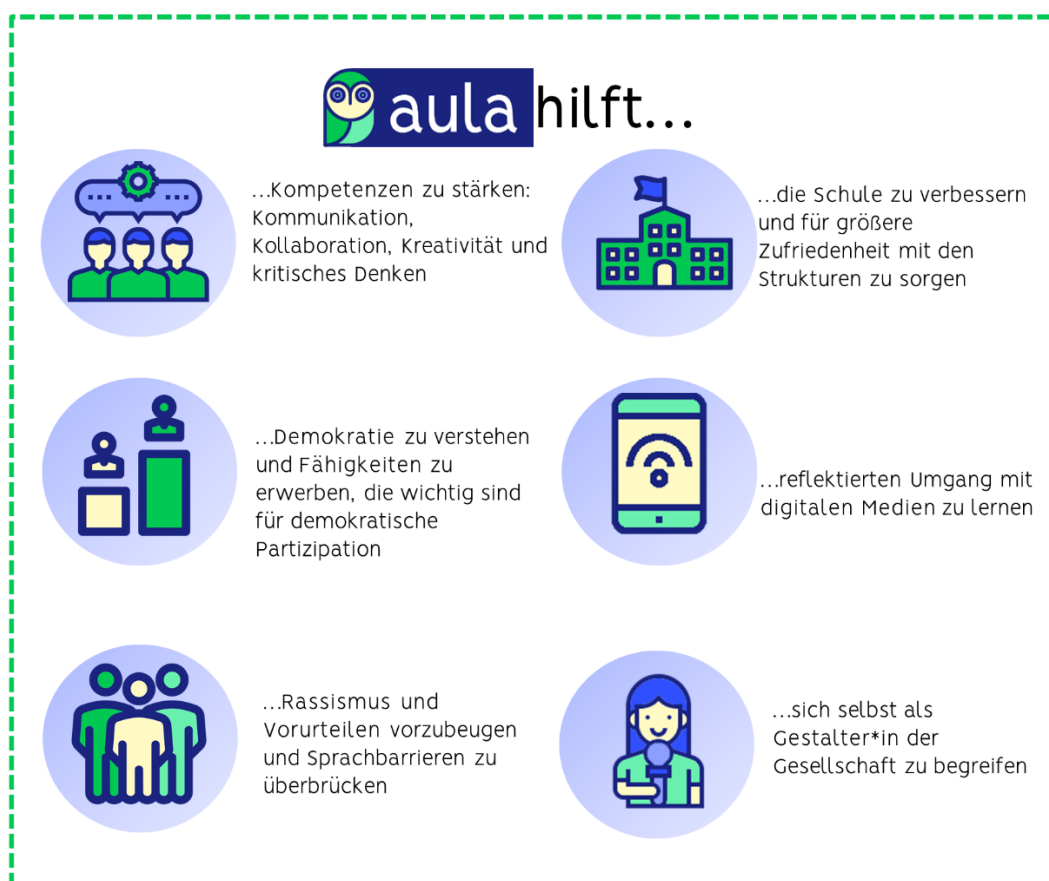 aula hilft...
...Kompetenzen zu stärken:
Kommunikation,
Kollaboration, Kreativität und
kritisches Denken
...die Schule zu verbessern
und für größere
Zufriedenheit mit den
Strukturen zu sorgen
...Demokratie zu verstehen
und Fähigkeiten zu
erwerben, die wichtig sind
für demokratische
Partizipation
...reflektierten Umgang mit
digitalen Medien zu lernen
...Rassismus und
Vorurteilen vorzubeugen
und Sprachbarrieren zu
überbrücken
...sich selbst als
Gestalter*in der
Gesellschaft zu begreifen